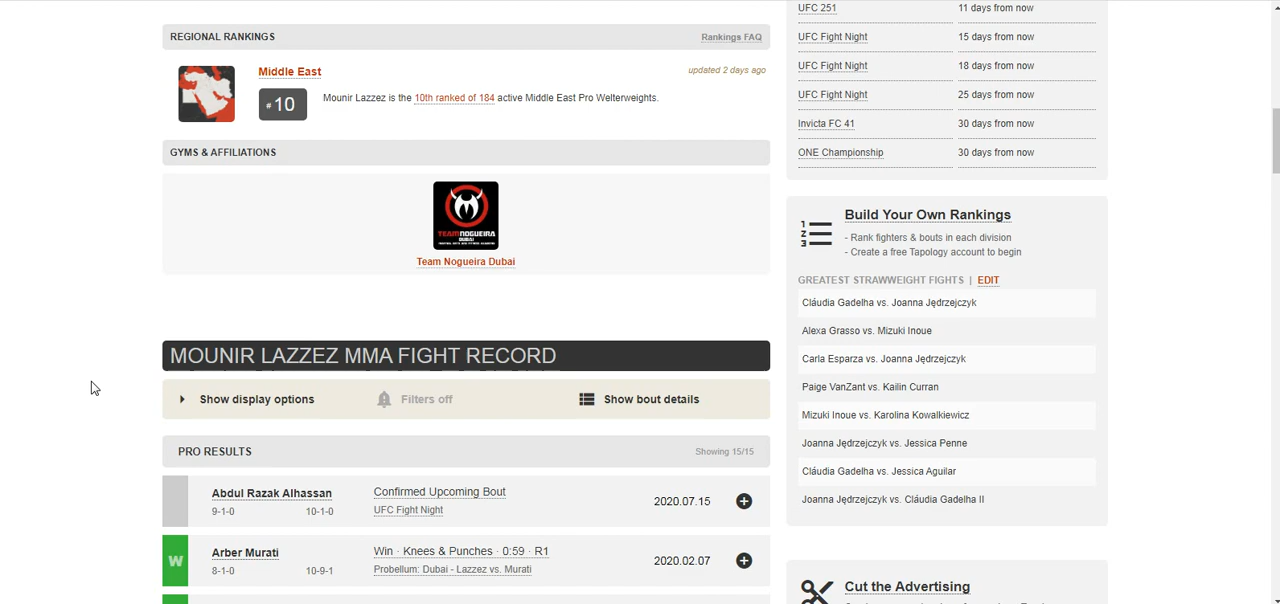 REGIONAL RANKINGS
Rankings FAQ
Middle East
updated 2 days ago
#10
Mounir Lazzez is the 10th ranked of 184 active Middle East Pro Welterweights.
GYMS & AFFILIATIONS
TEAMNOGUEIRA
DUBAI
Team Nogueira Dubai
MOUNIR LAZZEZ MMA FIGHT RECORD
Show display options
Filters off
Show bout details
PRO RESULTS
Showing 15/15
Abdul Razak Alhassan
Confirmed Upcoming Bout
2020.07.15
9-1-0
10-1-0
UFC Fight Night
W
Arber Murati
Win · Knees & Punches · 0:59 · R1
2020.02.07
8-1-0
10-9-1
Probellum: Dubai - Lazzez vs. Murati
UFC 251
11 days from now
UFC Fight Night
15 days from now
UFC Fight Night
18 days from now
UFC Fight Night
25 days from now
Invicta FC 41
30 days from now
ONE Championship
30 days from now
1
2
3
Build Your Own Rankings
- Rank fighters & bouts in each division
- Create a free Tapology account to begin
GREATEST STRAWWEIGHT FIGHTS | EDIT
Cláudia Gadelha vs. Joanna Jędrzejczyk
Alexa Grasso vs. Mizuki Inoue
Carla Esparza vs. Joanna Jędrzejczyk
Paige VanZant vs. Kailin Curran
Mizuki Inoue vs. Karolina Kowalkiewicz
Joanna Jędrzejczyk vs. Jessica Penne
Cláudia Gadelha vs. Jessica Aguilar
Joanna Jędrzejczyk vs. Cláudia Gadelha II
Cut the Advertising